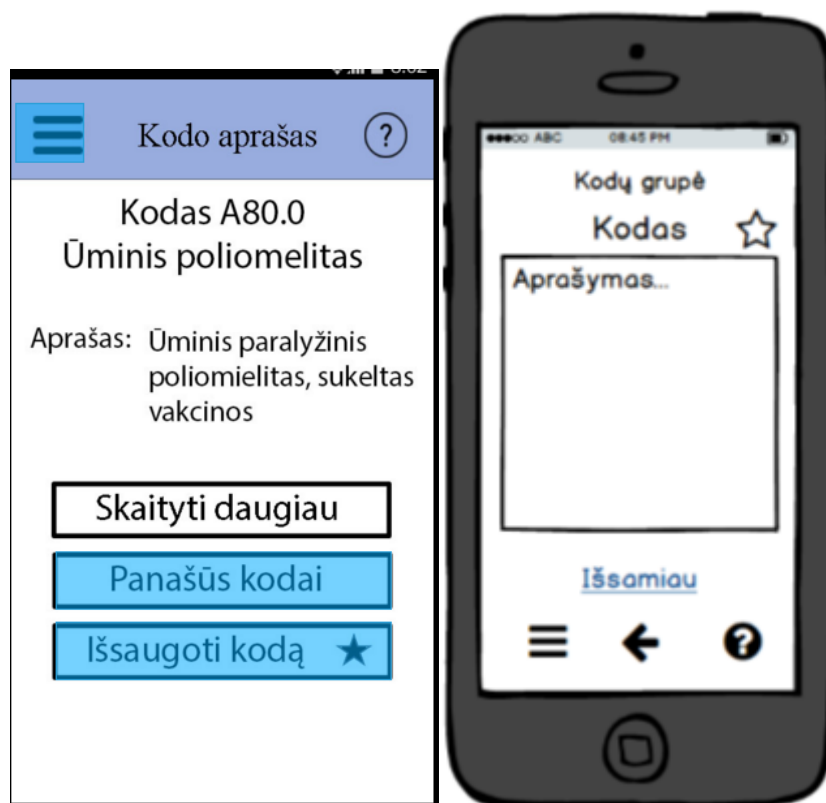 Kodo aprašas
?
Kodas A80.0
Ūminis poliomelitas
Aprašas: Ūminis paralyžinis
poliomielitas, sukeltas
vakcinos
Skaityti daugiau
Panašūs kodai
Išsaugoti kodą
ABC 08:45 PM
Kodų grupė
Kodas
Aprašymas...
Išsamiau
?